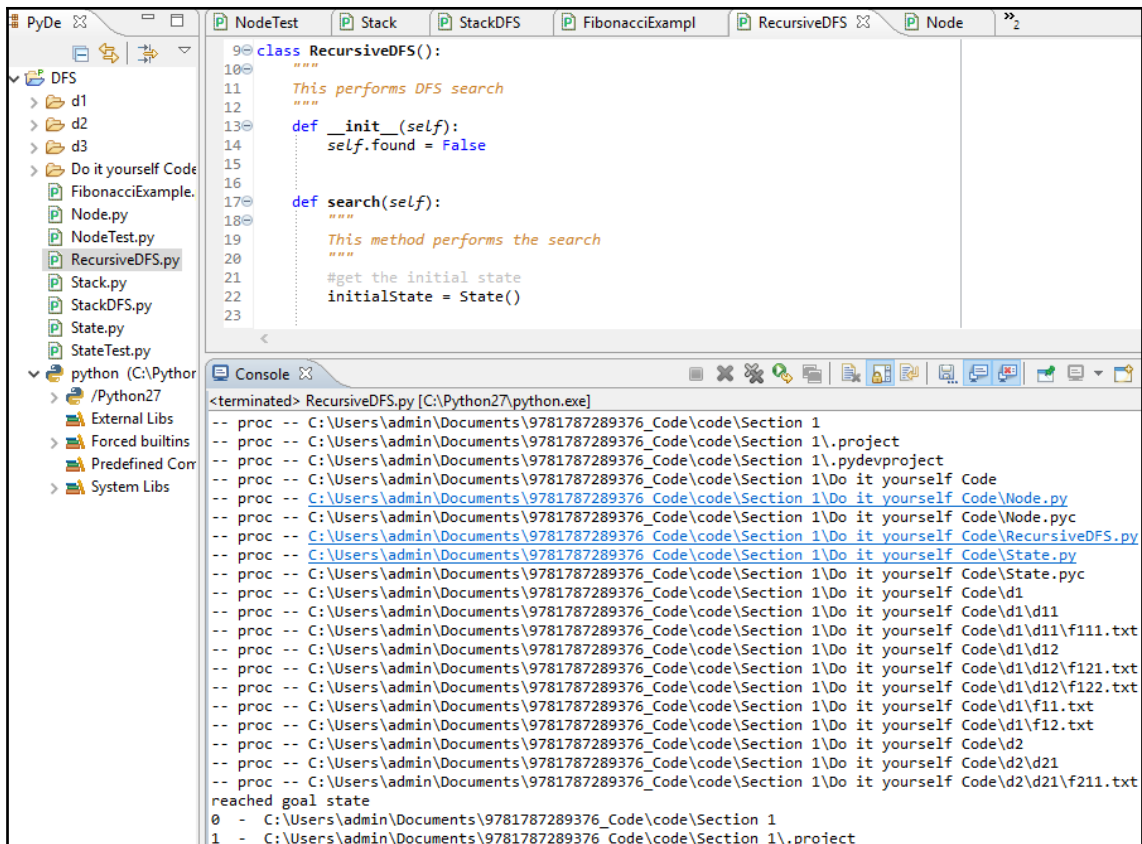 PyDe
DFS
d1
d2
d3
Do it yourself Code
FibonacciExample.
Node.py
NodeTest.py
RecursiveDFS.py
Stack.py
StackDFS.py
State.py
StateTest.py
python (C:\Python
/Python27
External Libs
Forced builtins
Predefined Com
System Libs
NodeTest Stack StackDFS FibonacciExampl RecursiveDFS Node »2
9 class RecursiveDFS():
10 """
11 This performs DFS search
12 """
13 def __init__(self):
14 self.found = False
15
16
17 def search(self):
18 """
19 This method performs the search
20 """
21 #get the initial state
22 initialState = State()
23
Console
<terminated> RecursiveDFS.py [C:\Python27\python.exe]
-- proc -- C:\Users\admin\Documents\9781787289376_Code\code\Section 1
-- proc -- C:\Users\admin\Documents\9781787289376_Code\code\Section 1\.project
-- proc -- C:\Users\admin\Documents\9781787289376_Code\code\Section 1\.pydevproject
-- proc -- C:\Users\admin\Documents\9781787289376_Code\code\Section 1\Do it yourself Code
-- proc -- C:\Users\admin\Documents\9781787289376_Code\code\Section 1\Do it yourself Code\Node.py
-- proc -- C:\Users\admin\Documents\9781787289376_Code\code\Section 1\Do it yourself Code\Node.pyc
-- proc -- C:\Users\admin\Documents\9781787289376_Code\code\Section 1\Do it yourself Code\RecursiveDFS.py
-- proc -- C:\Users\admin\Documents\9781787289376_Code\code\Section 1\Do it yourself Code\State.py
-- proc -- C:\Users\admin\Documents\9781787289376_Code\code\Section 1\Do it yourself Code\State.pyc
-- proc -- C:\Users\admin\Documents\9781787289376_Code\code\Section 1\Do it yourself Code\d1
-- proc -- C:\Users\admin\Documents\9781787289376_Code\code\Section 1\Do it yourself Code\d1\d11
-- proc -- C:\Users\admin\Documents\9781787289376_Code\code\Section 1\Do it yourself Code\d1\d11\f111.txt
-- proc -- C:\Users\admin\Documents\9781787289376_Code\code\Section 1\Do it yourself Code\d1\d12
-- proc -- C:\Users\admin\Documents\9781787289376_Code\code\Section 1\Do it yourself Code\d1\d12\f121.txt
-- proc -- C:\Users\admin\Documents\9781787289376_Code\code\Section 1\Do it yourself Code\d1\d12\f122.txt
-- proc -- C:\Users\admin\Documents\9781787289376_Code\code\Section 1\Do it yourself Code\d1\f11.txt
-- proc -- C:\Users\admin\Documents\9781787289376_Code\code\Section 1\Do it yourself Code\d1\f12.txt
-- proc -- C:\Users\admin\Documents\9781787289376_Code\code\Section 1\Do it yourself Code\d2
-- proc -- C:\Users\admin\Documents\9781787289376_Code\code\Section 1\Do it yourself Code\d2\d21
-- proc -- C:\Users\admin\Documents\9781787289376_Code\code\Section 1\Do it yourself Code\d2\d21\f211.txt
reached goal state
0 - C:\Users\admin\Documents\9781787289376_Code\code\Section 1
1 - C:\Users\admin\Documents\9781787289376_Code\code\Section 1\.project